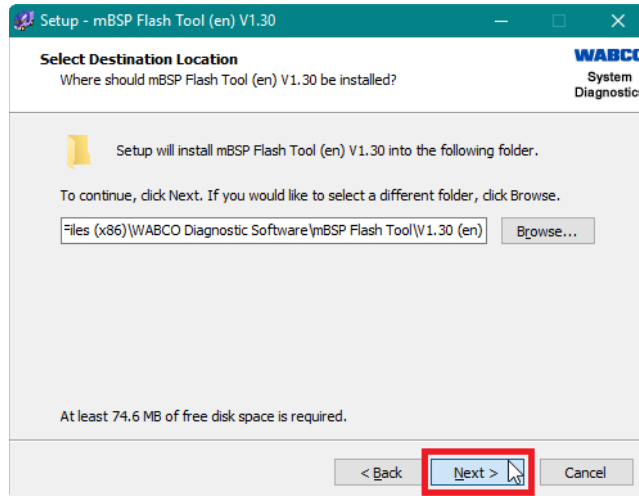 Setup - mBSP Flash Tool (en) V1.30
Select Destination Location
Where should mBSP Flash Tool (en) V1.30 be installed?
WABCO
System
Diagnostics
Setup will install mBSP Flash Tool (en) V1.30 into the following folder.
To continue, click Next. If you would like to select a different folder, click Browse.
Files (x86)\WABCO Diagnostic Software\mBSP Flash Tool\V1.30 (en)
Browse...
At least 74.6 MB of free disk space is required.
< Back
Next >
Cancel